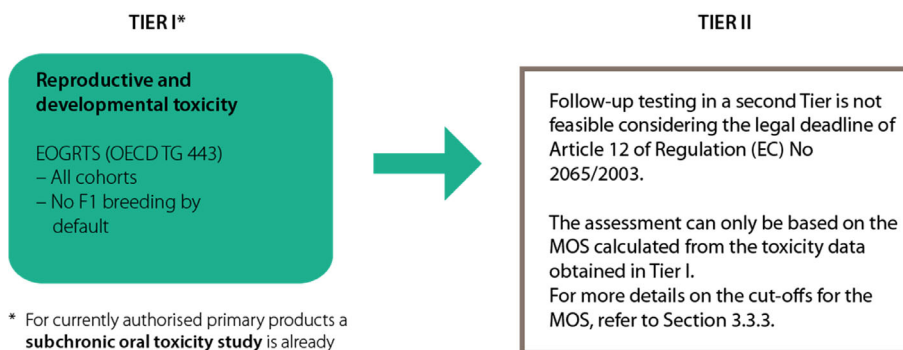 TIER I*
Reproductive and
developmental toxicity
EOGRTS (OECD TG 443)
– All cohorts
– No F1 breeding by
default
* For currently authorised primary products a
subchronic oral toxicity study is already
TIER II
Follow-up testing in a second Tier is not
feasible considering the legal deadline of
Article 12 of Regulation (EC) No
2065/2003.
The assessment can only be based on the
MOS calculated from the toxicity data
obtained in Tier I.
For more details on the cut-offs for the
MOS, refer to Section 3.3.3.